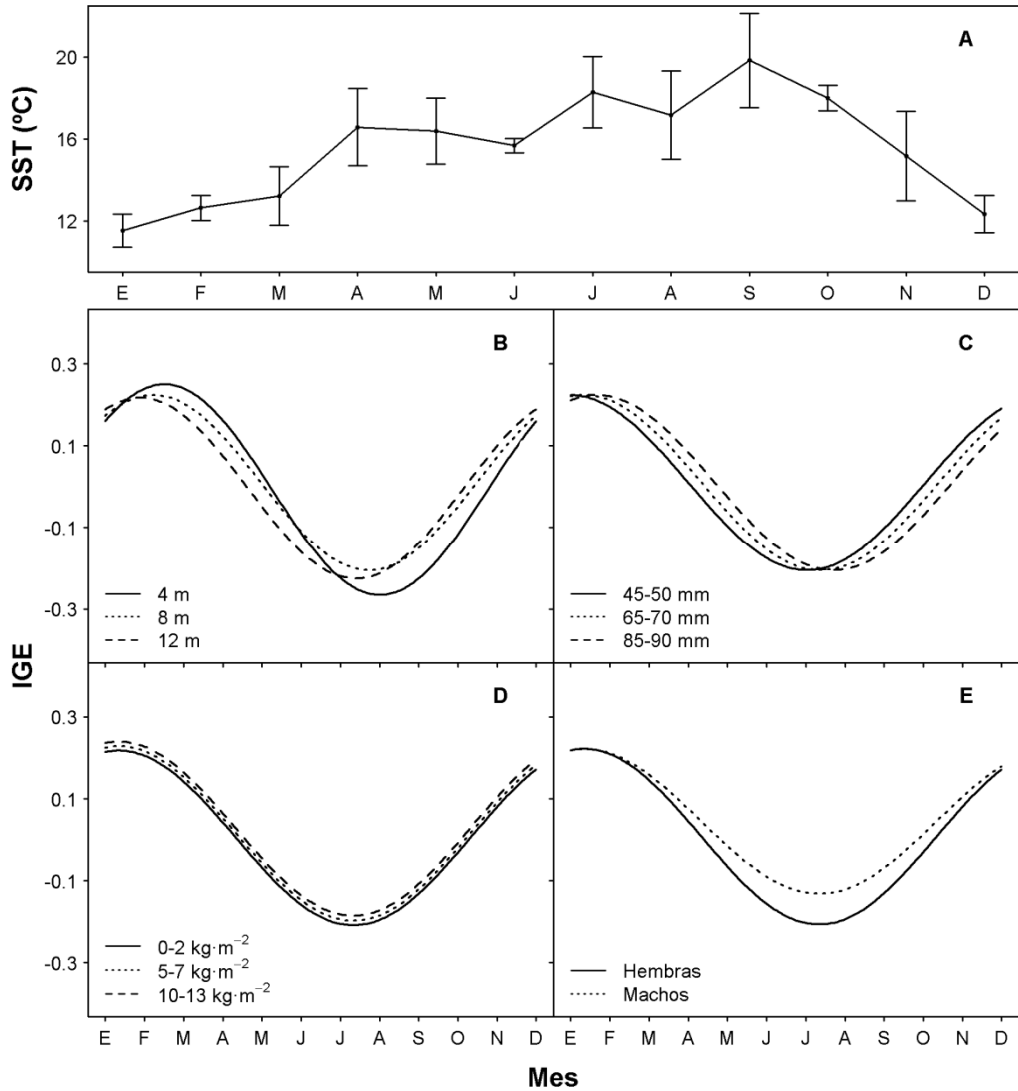 A
SST (ºC)
20
16
12
E F M A M J J A S O N D
B
0.3
0.1
-0.1
-0.3
4 m
8 m
12 m
C
45-50 mm
65-70 mm
85-90 mm
IGE
D
0.3
0.1
-0.1
-0.3
0-2 kg·m⁻²
5-7 kg·m⁻²
10-13 kg·m⁻²
E F M A M J J A S O N D
E
Hembras
Machos
E F M A M J J A S O N D
Mes